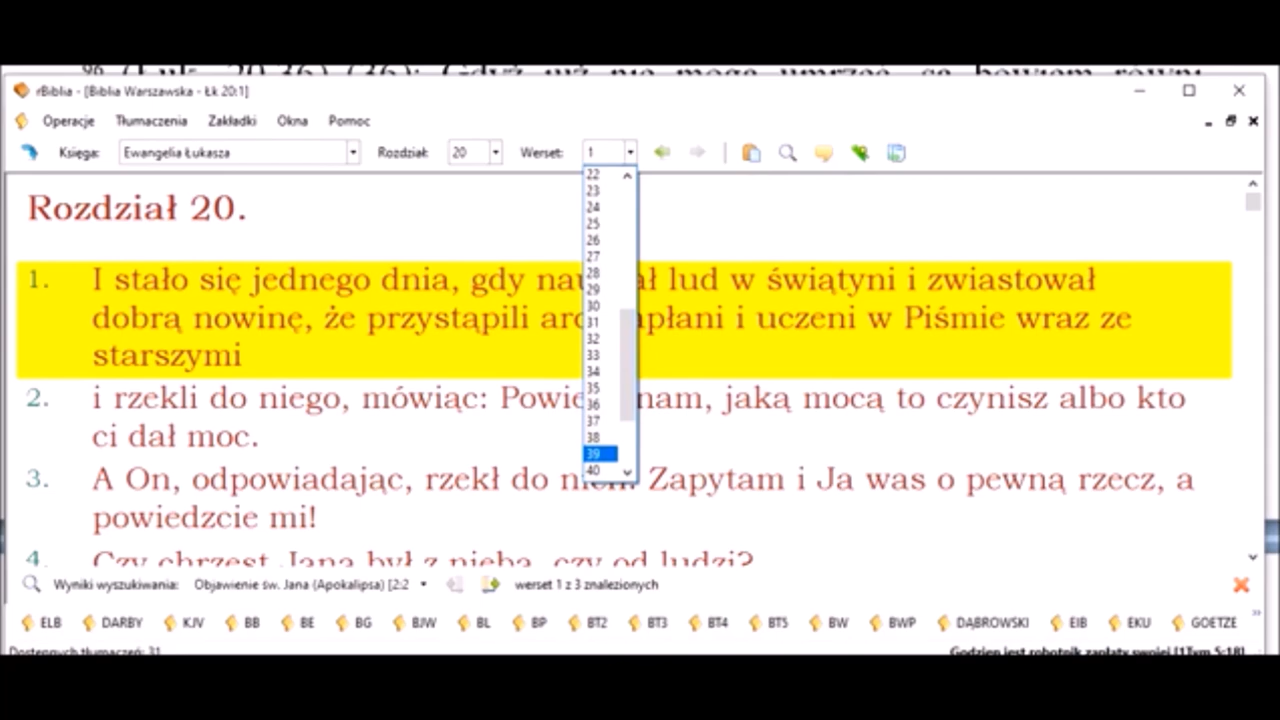 rBiblia - [Biblia Warszawska - Łk 20:1]
Operacje Tłumaczenia Zakładki Okna Pomoc
Księga: Ewangelia Łukasza Rozdział: 20 Werset: 1
22
23
24
25
26
27
28
29
30
31
32
33
34
35
36
37
38
39
40
Rozdział 20.
1. I stało się jednego dnia, gdy nau ał lud w świątyni i zwiastował
dobrą nowinę, że przystąpili arc apłani i uczeni w Piśmie wraz ze
starszymi
2. i rzekli do niego, mówiąc: Powie nam, jaką mocą to czynisz albo kto
ci dał moc.
3. A On, odpowiadając, rzekł do nich: Zapytam i Ja was o pewną rzecz, a
powiedzcie mi!
4. Czy chrzest Jana był z nieba, czy od ludzi?
Wyniki wyszukiwania: Objawienie św. Jana (Apokalipsa) [2:2 werset 1 z 3 znalezionych
ELB DARBY KJV BB BE BG BJW BL BP BT2 BT3 BT4 BT5 BW BWP DĄBROWSKI EIB EKU GOETZE
Dostępnych tłumaczeń: 31 Godzien jest robotnik zapłaty swojej [1Tym 5:18]